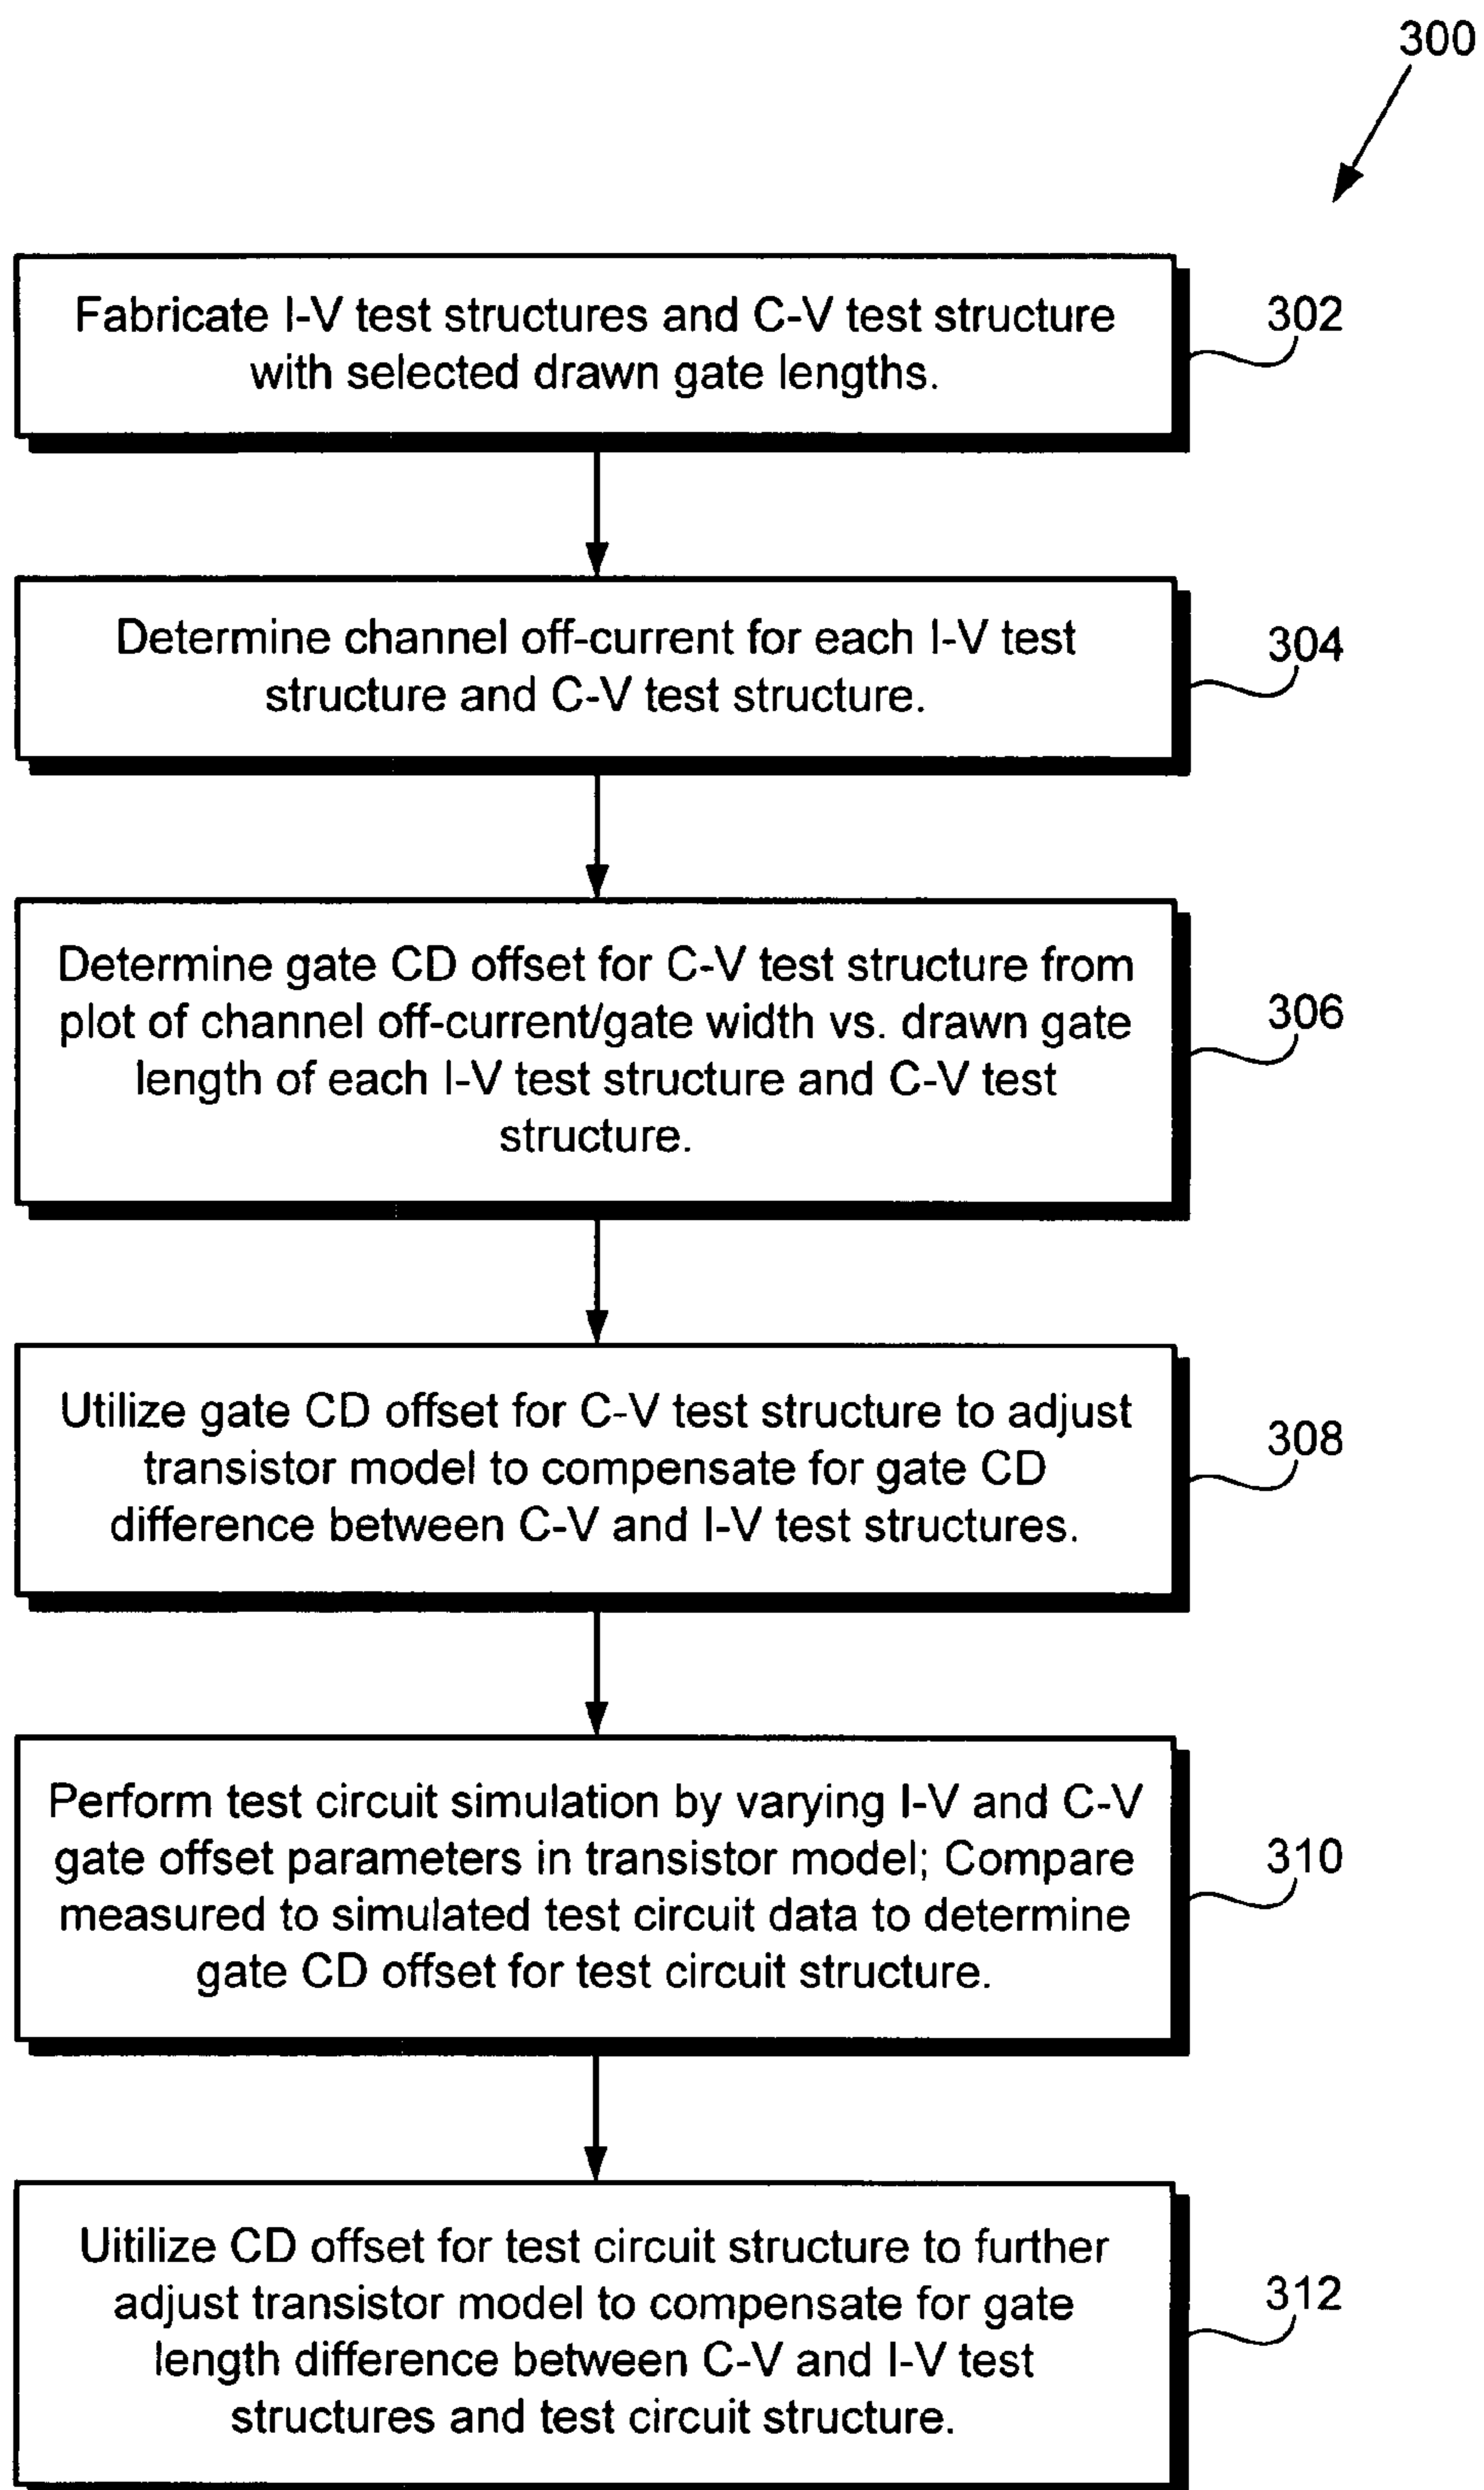 300
Fabricate I-V test structures and C-V test structure
with selected drawn gate lengths.
302
Determine channel off-current for each I-V test
structure and C-V test structure.
304
Determine gate CD offset for C-V test structure from
plot of channel off-current/gate width vs. drawn gate
length of each I-V test structure and C-V test
structure.
306
Utilize gate CD offset for C-V test structure to adjust
transistor model to compensate for gate CD
difference between C-V and I-V test structures.
308
Perform test circuit simulation by varying I-V and C-V
gate offset parameters in transistor model; Compare
measured to simulated test circuit data to determine
gate CD offset for test circuit structure.
310
Uitilize CD offset for test circuit structure to further
adjust transistor model to compensate for gate
length difference between C-V and I-V test
structures and test circuit structure.
312